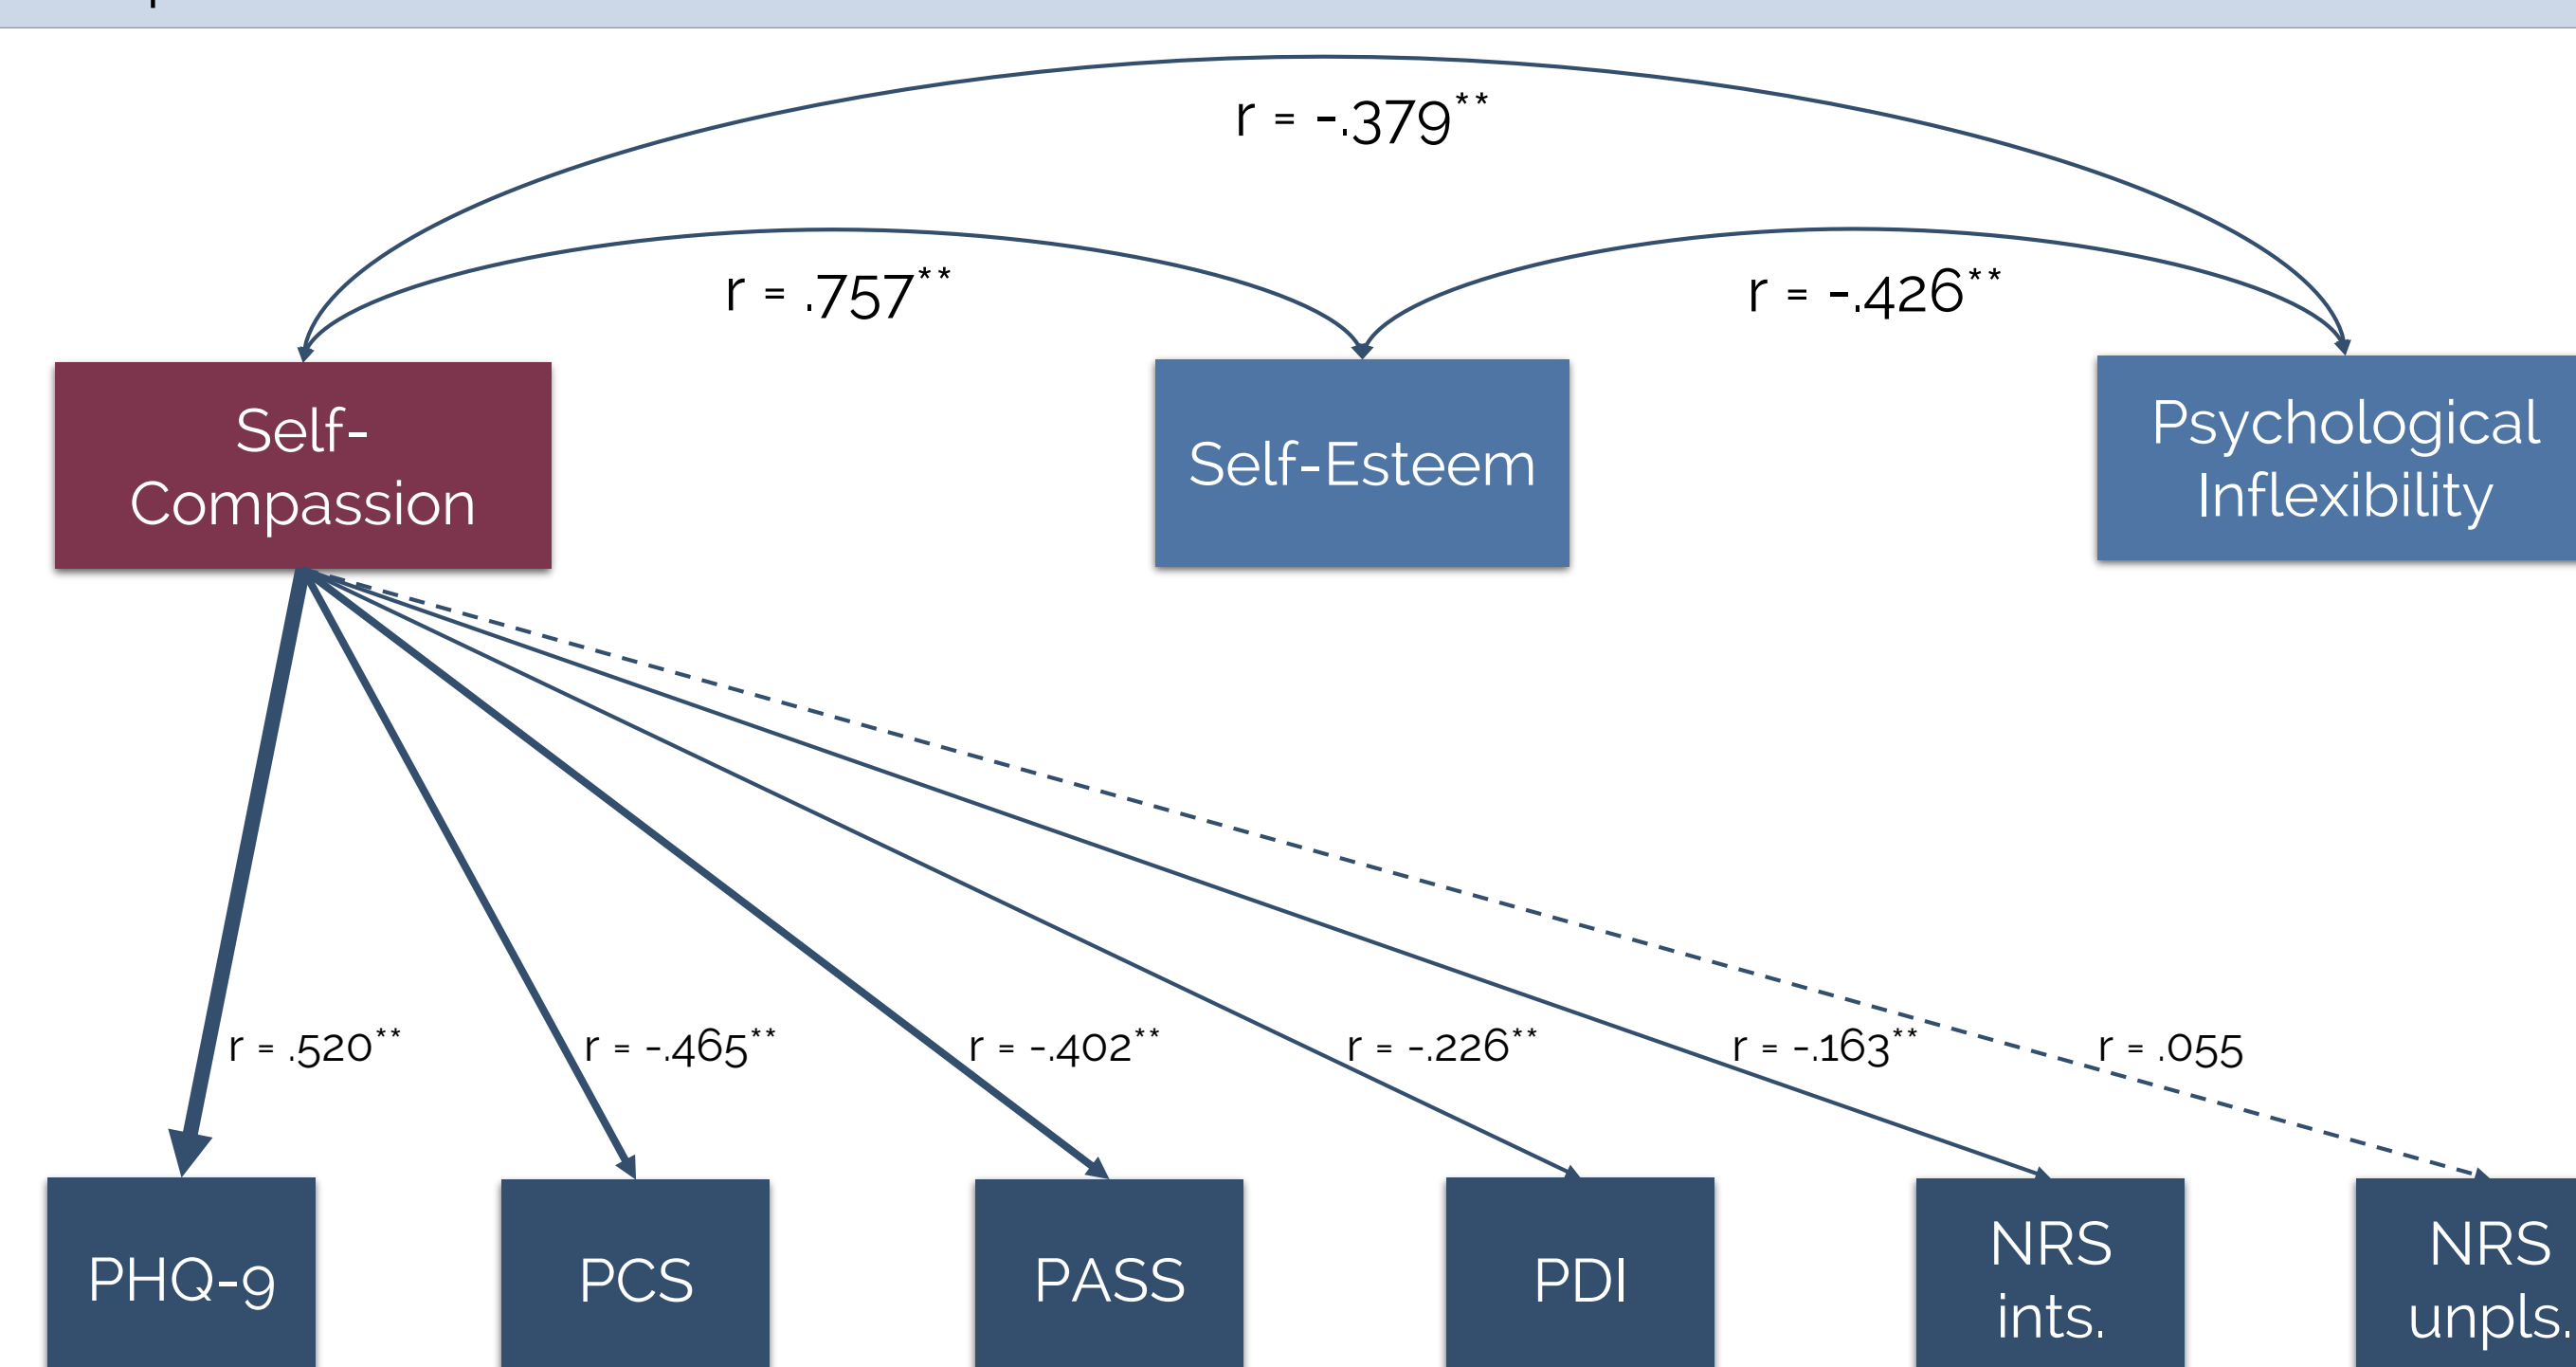 r = -.379**
r = .757**
r = -.426**
Self-
Compassion
Self-Esteem
Psychological
Inflexibility
r = .520**
r = -.465**
r = -.402**
r = -.226**
r = -.163**
r = .055
PHQ-9
PCS
PASS
PDI
NRS
ints.
NRS
unpls.